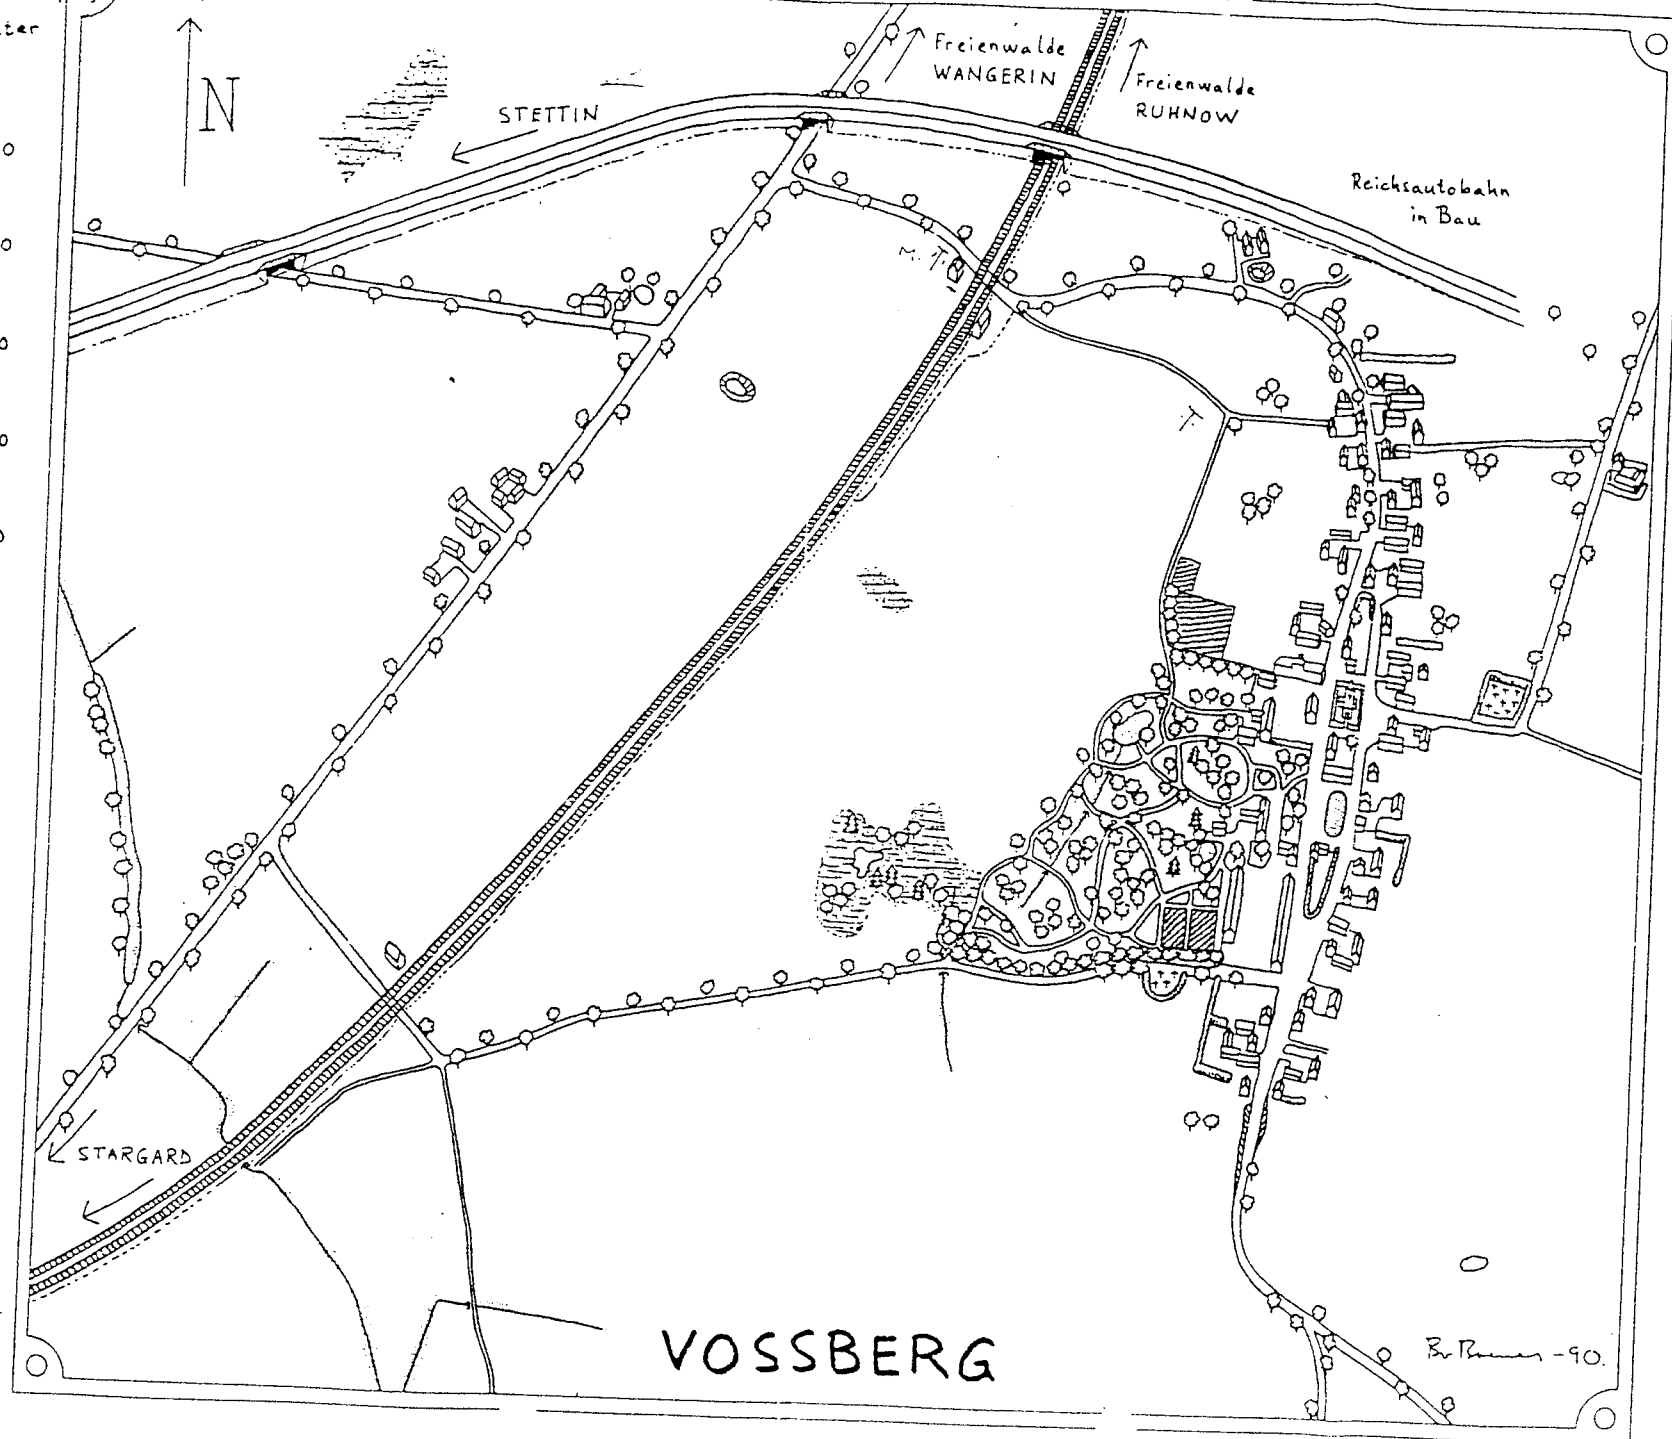 N
STETTIN
Freienwalde
WANGERIN
Freienwalde
RUHNOW
Reichsautobahn
in Bau
STARGARD
VOSSBERG
-90.